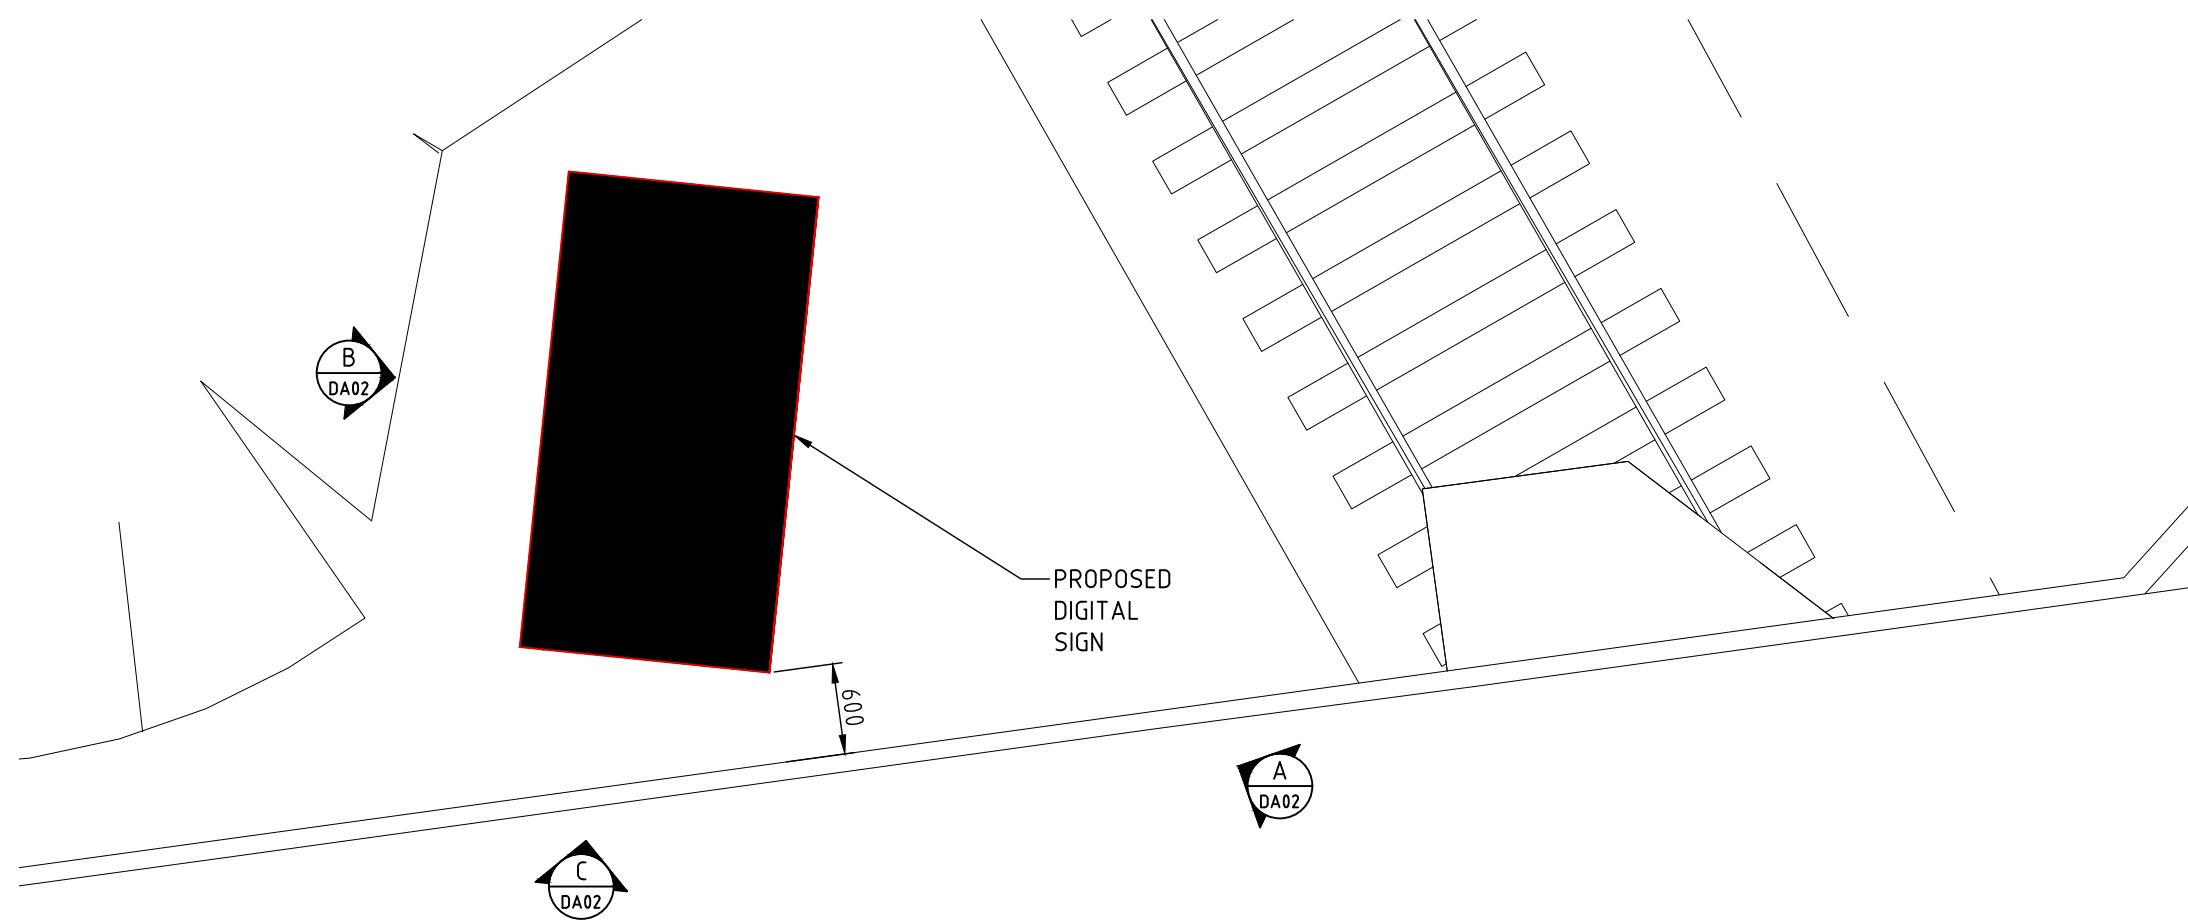 B
DA02
PROPOSED
DIGITAL
SIGN
600
A
DA02
C
DA02